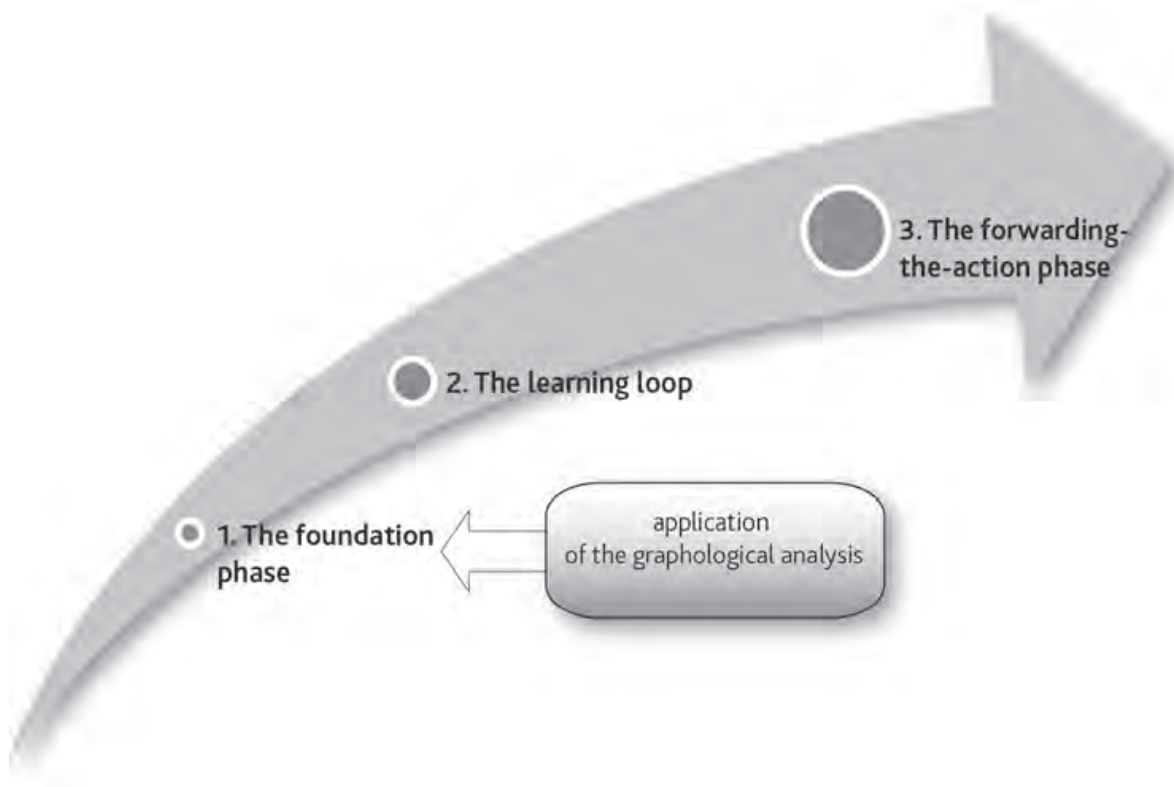 3. The forwarding-
the-action phase
2. The learning loop
1. The foundation
phase
application
of the graphological analysis